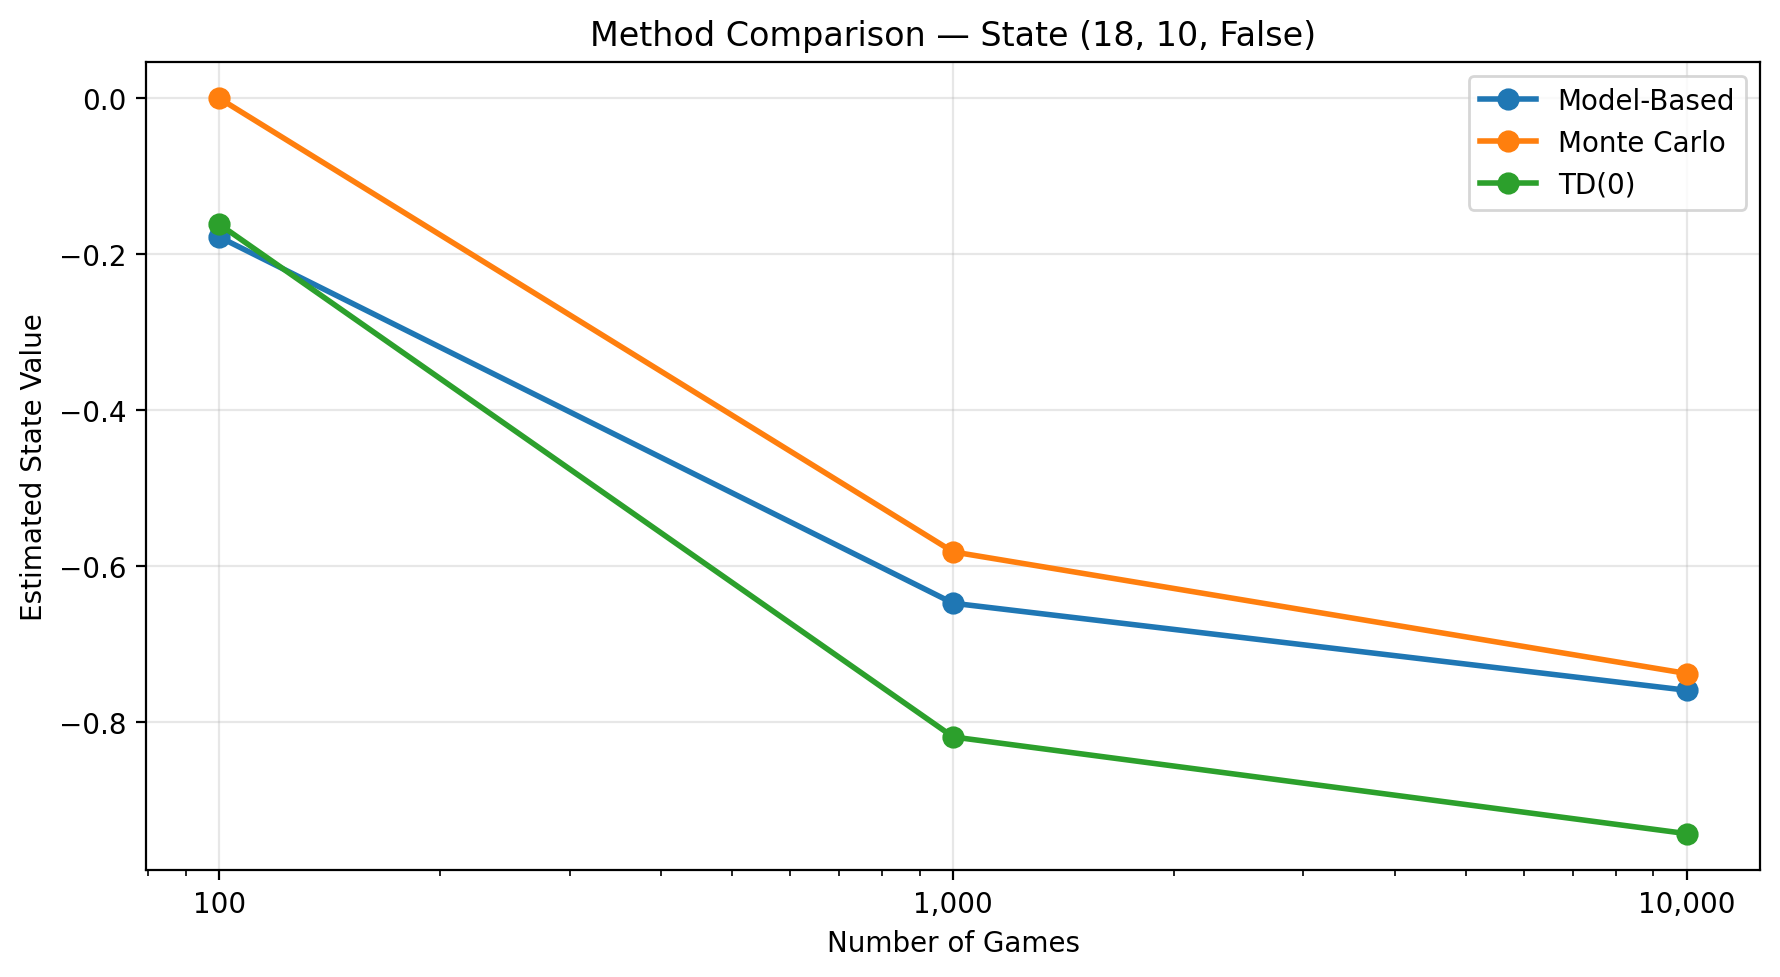 Method Comparison — State (18, 10, False)
Model-Based
Monte Carlo
TD(0)
Estimated State Value
0.0
−0.2
−0.4
−0.6
−0.8
100
1,000
10,000
Number of Games